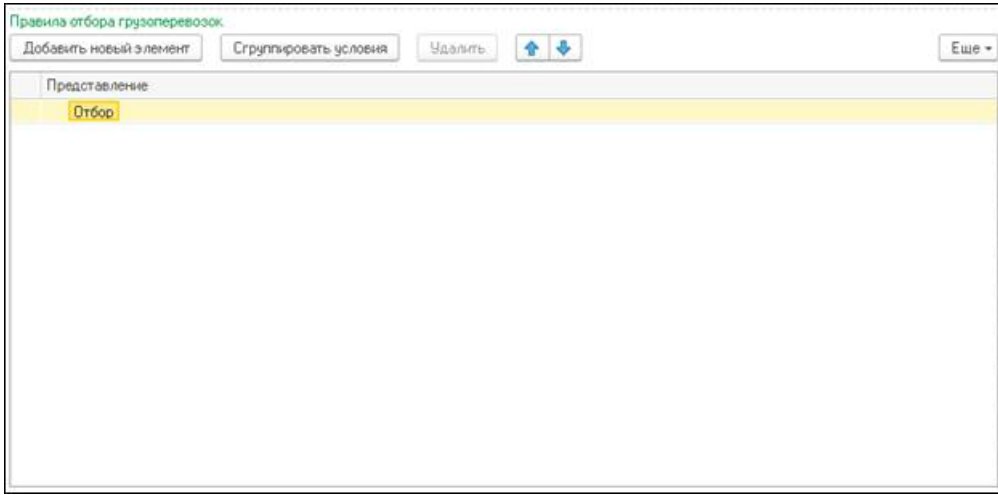 Правила отбора грузоперевозок
Добавить новый элемент Сгруппировать условия Удалить Еще
Представление
Отбор